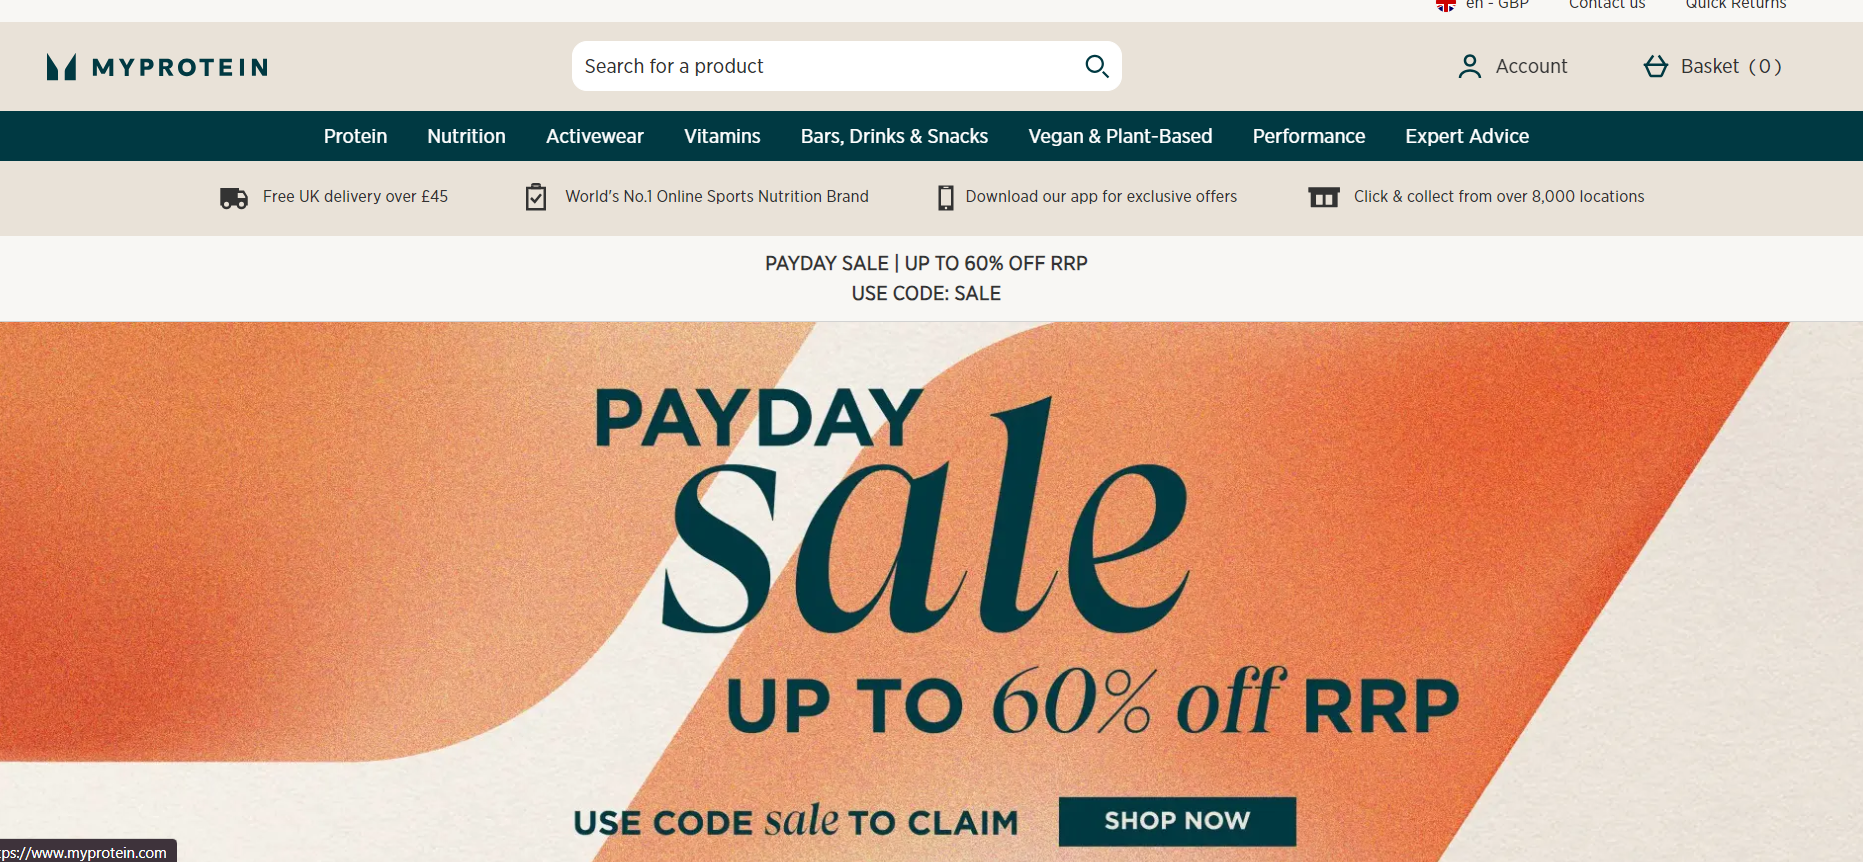 en - GBP Contact us Quick Returns
MYPROTEIN Search for a product Account Basket (0)
Protein Nutrition Activewear Vitamins Bars, Drinks & Snacks Vegan & Plant-Based Performance Expert Advice
Free UK delivery over £45 World's No.1 Online Sports Nutrition Brand Download our app for exclusive offers Click & collect from over 8,000 locations
PAYDAY SALE | UP TO 60% OFF RRP
USE CODE: SALE
PAYDAY
sale
UP TO 60% off RRP
USE CODE sale TO CLAIM SHOP NOW
ps://www.myprotein.com